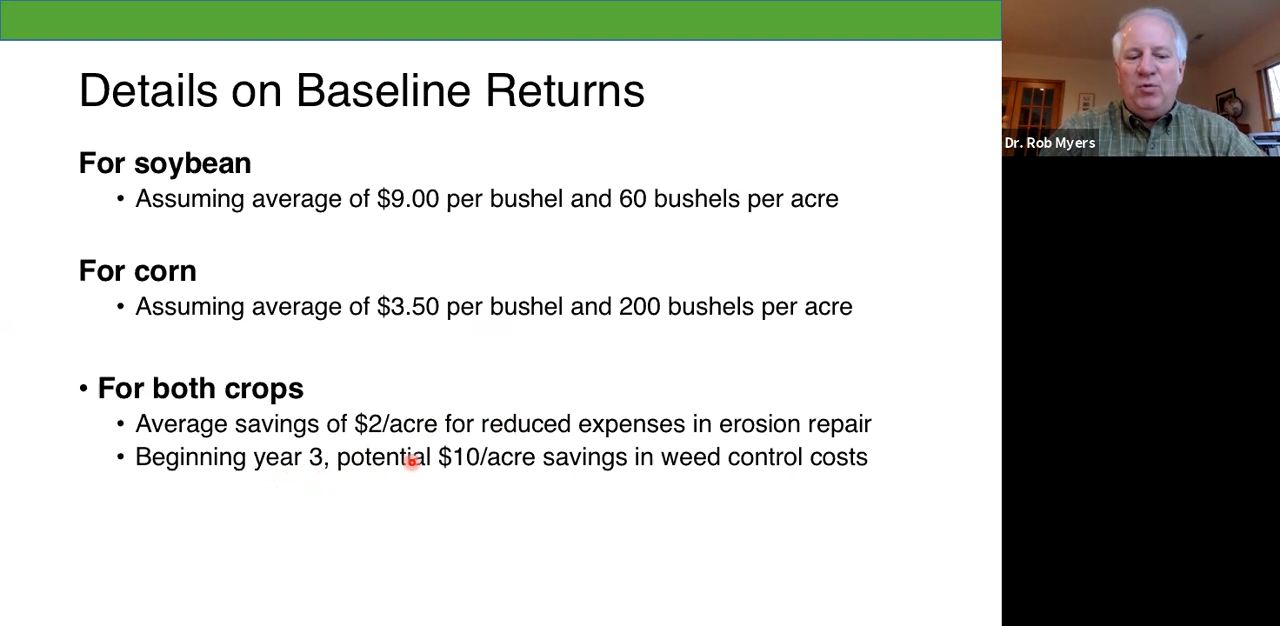 Details on Baseline Returns
For soybean
• Assuming average of $9.00 per bushel and 60 bushels per acre
For corn
• Assuming average of $3.50 per bushel and 200 bushels per acre
• For both crops
• Average savings of $2/acre for reduced expenses in erosion repair
• Beginning year 3, potential $10/acre savings in weed control costs
Dr. Rob Myers